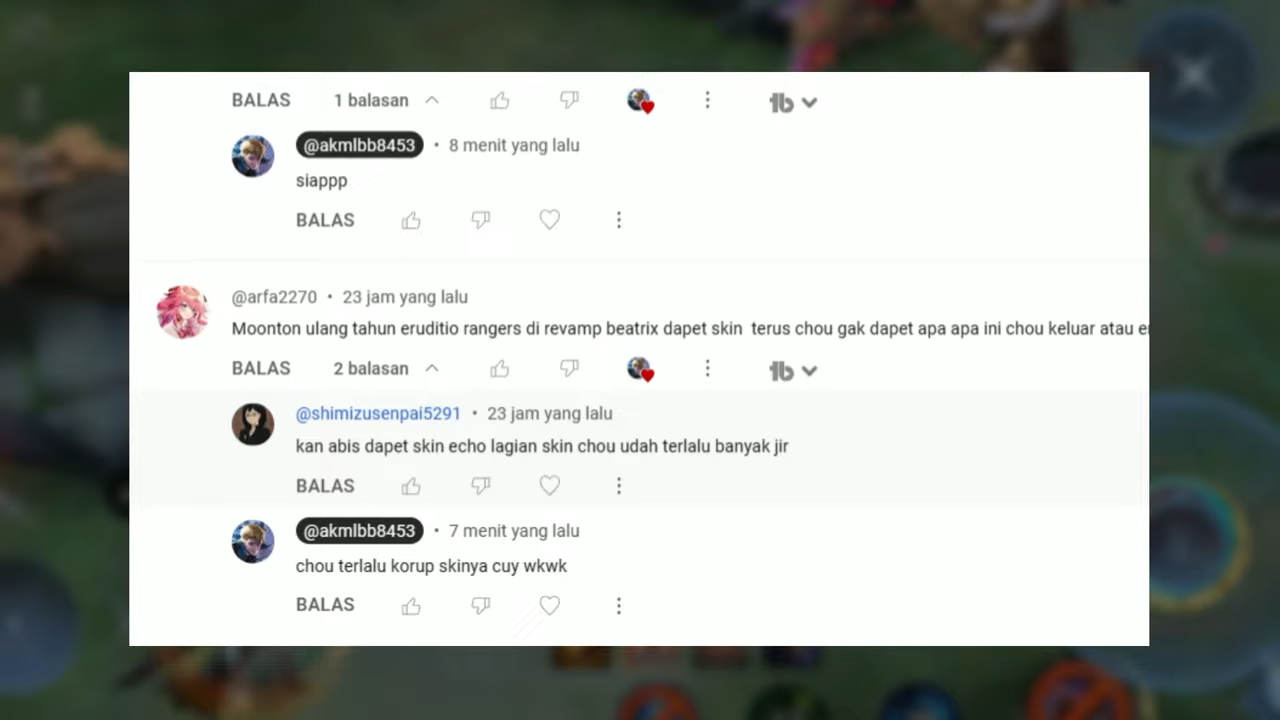 BALAS 1 balasan
@akmlbb8453 • 8 menit yang lalu
siappp
BALAS
@arfa2270 • 23 jam yang lalu
Moonton ulang tahun eruditio rangers di revamp beatrix dapet skin terus chou gak dapet apa apa ini chou keluar atau
BALAS 2 balasan
@shimizusenpai5291 • 23 jam yang lalu
kan abis dapet skin echo lagian skin chou udah terlalu banyak jir
BALAS
@akmlbb8453 • 7 menit yang lalu
chou terlalu korup skinya cuy wkwk
BALAS